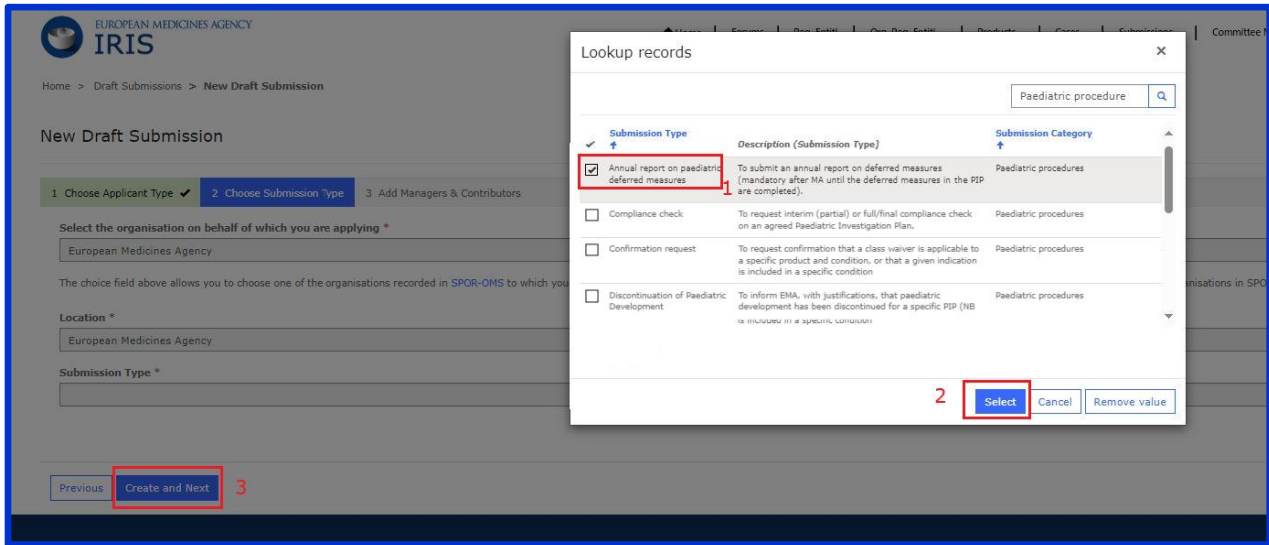 EUROPEAN MEDICINES AGENCY
IRIS
Home
Committee
Home > Draft Submissions > New Draft Submission
New Draft Submission
1 Choose Applicant Type ✔ 2 Choose Submission Type 3 Add Managers & Contributors
Select the organisation on behalf of which you are applying *
European Medicines Agency
The choice field above allows you to choose one of the organisations recorded in SPOR-OMS to which you
Location *
European Medicines Agency
Submission Type *
Previous Create and Next 3
Lookup records ×
Paediatric procedure
✓ Submission Type ↑ Description (Submission Type) Submission Category ↑
Annual report on paediatric
deferred measures
1
To submit an annual report on deferred measures
(mandatory after MA until the deferred measures in the PIP
are completed).
Paediatric procedures
Compliance check
To request interim (partial) or full/final compliance check
on an agreed Paediatric Investigation Plan.
Paediatric procedures
Confirmation request
To request confirmation that a class waiver is applicable to
a specific product and condition, or that a given indication
is included in a specific condition
Paediatric procedures
Discontinuation of Paediatric
Development
To inform EMA, with justifications, that paediatric
development has been discontinued for a specific PIP (NB
is included in a specific condition
Paediatric procedures
2 Select Cancel Remove value